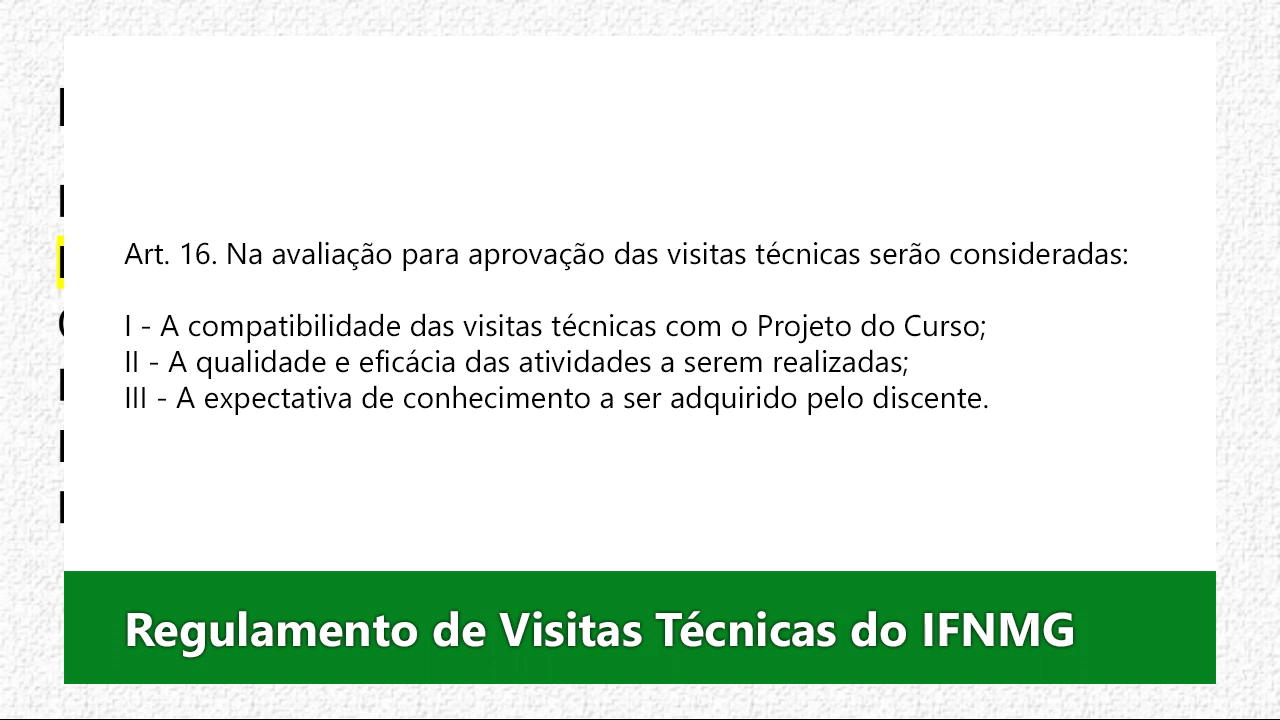 Art. 16. Na avaliação para aprovação das visitas técnicas serão consideradas:
I - A compatibilidade das visitas técnicas com o Projeto do Curso;
II - A qualidade e eficácia das atividades a serem realizadas;
III - A expectativa de conhecimento a ser adquirido pelo discente.
Regulamento de Visitas Técnicas do IFNMG